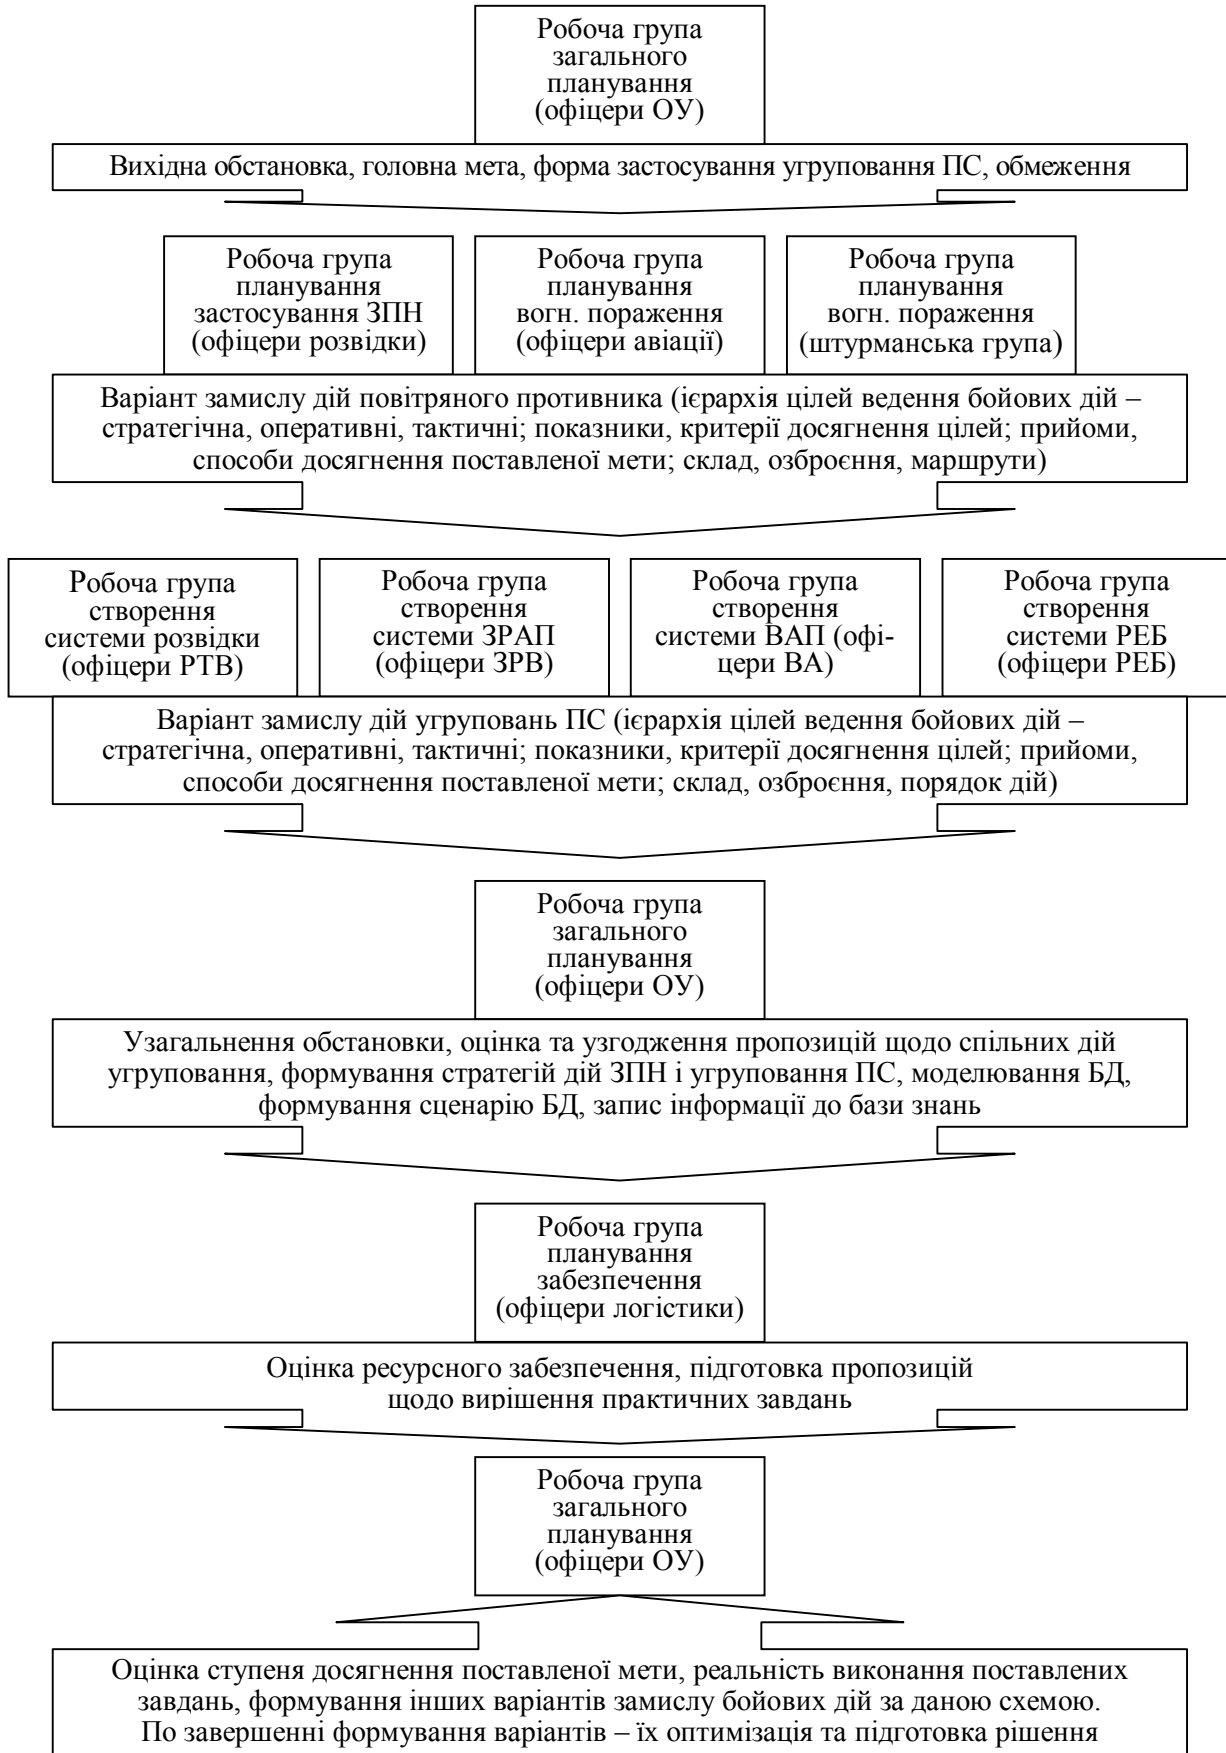 Робоча група
загального
планування
(офіцери ОУ)
Вихідна обстановка, головна мета, форма застосування угруповання ПС, обмеження
Робоча група
планування
застосування ЗПН
(офіцери розвідки)
Робоча група
планування
вогн. пораження
(офіцери авіації)
Робоча група
планування
вогн. пораження
(штурманська група)
Варіант замислу дій повітряного противника (ієрархія цілей ведення бойових дій –
стратегічна, оперативні, тактичні; показники, критерії досягнення цілей; прийоми,
способи досягнення поставленої мети; склад, озброєння, маршрути)
Робоча група
створення
системи розвідки
(офіцери РТВ)
Робоча група
створення
системи ЗРАП
(офіцери ЗРВ)
Робоча група
створення
системи ВАП (офі-
цери ВА)
Робоча група
створення
системи РЕБ
(офіцери РЕБ)
Варіант замислу дій угруповань ПС (ієрархія цілей ведення бойових дій –
стратегічна, оперативні, тактичні; показники, критерії досягнення цілей; прийоми,
способи досягнення поставленої мети; склад, озброєння, порядок дій)
Робоча група
загального
планування
(офіцери ОУ)
Узагальнення обстановки, оцінка та узгодження пропозицій щодо спільних дій
угруповання, формування стратегій дій ЗПН і угруповання ПС, моделювання БД,
формування сценарію БД, запис інформації до бази знань
Робоча група
планування
забезпечення
(офіцери логістики)
Оцінка ресурсного забезпечення, підготовка пропозицій
щодо вирішення практичних завдань
Робоча група
загального
планування
(офіцери ОУ)
Оцінка ступеня досягнення поставленої мети, реальність виконання поставлених
завдань, формування інших варіантів замислу бойових дій за даною схемою.
По завершенні формування варіантів – їх оптимізація та підготовка рішення